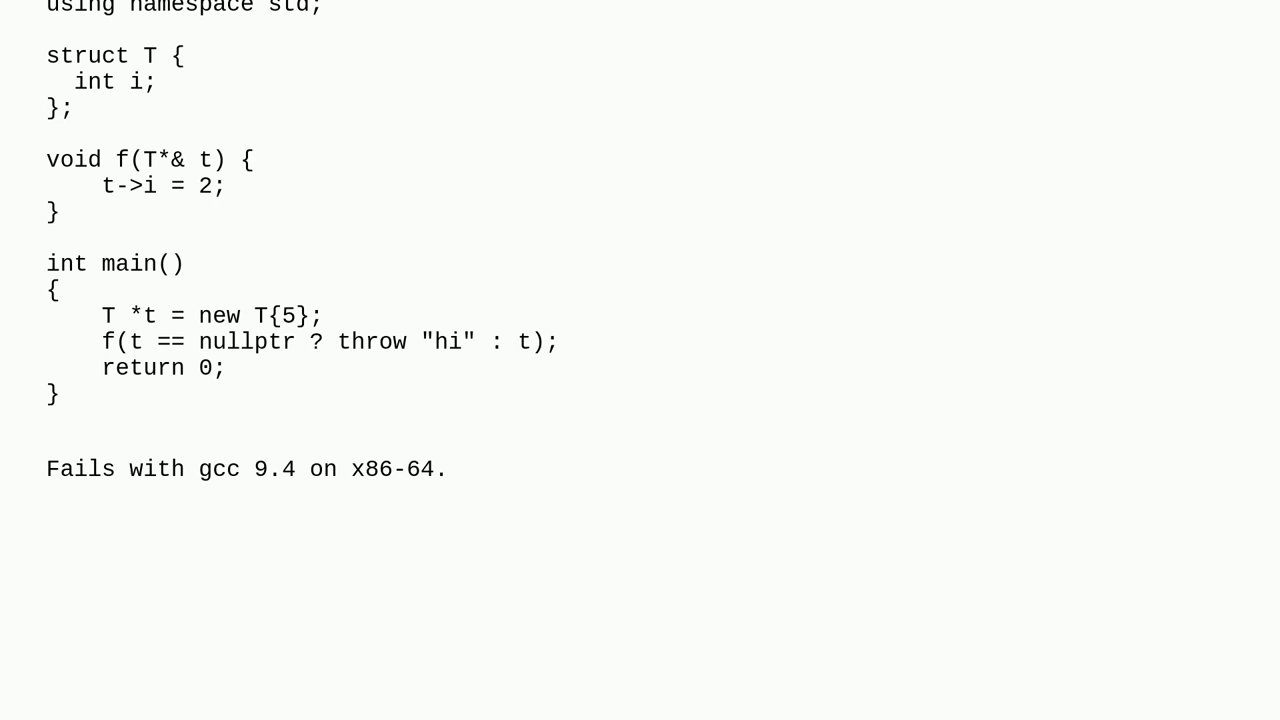 using namespace std;
struct T {
  int i;
};
void f(T*& t) {
    t->i = 2;
}
int main()
{
    T *t = new T{5};
    f(t == nullptr ? throw "hi" : t);
    return 0;
}
Fails with gcc 9.4 on x86-64.